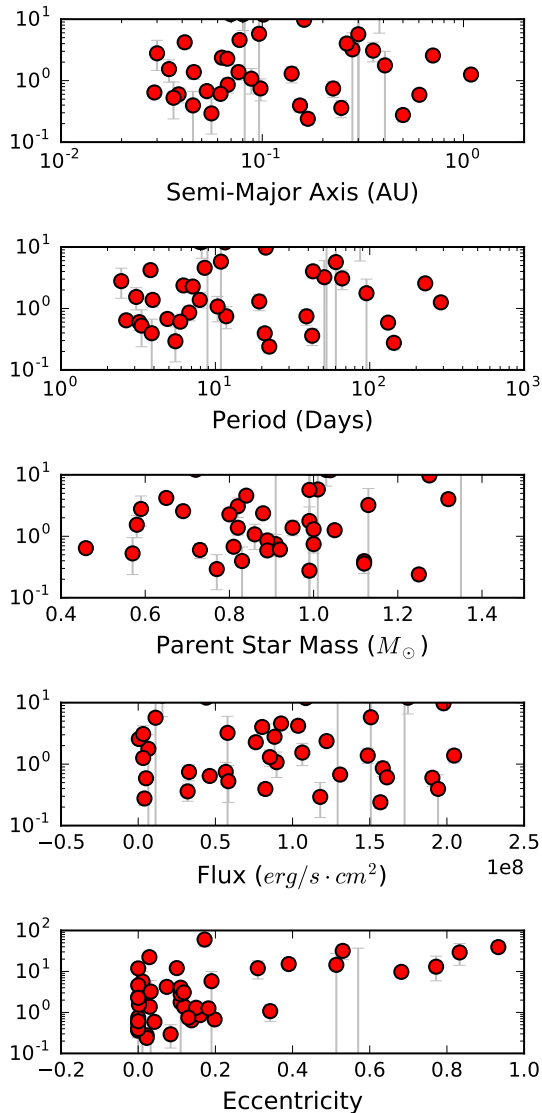 10^1
10^0
10^-1
10^-2 10^-1 10^0
Semi-Major Axis (AU)
10^1
10^0
10^-1
10^0 10^1 10^2 10^3
Period (Days)
10^1
10^0
10^-1
0.4 0.6 0.8 1.0 1.2 1.4
Parent Star Mass (M_⊙)
10^1
10^0
10^-1
−0.5 0.0 0.5 1.0 1.5 2.0 2.5
1e8
Flux (erg/s · cm^2)
10^2
10^1
10^0
10^-1
−0.2 0.0 0.2 0.4 0.6 0.8 1.0
Eccentricity